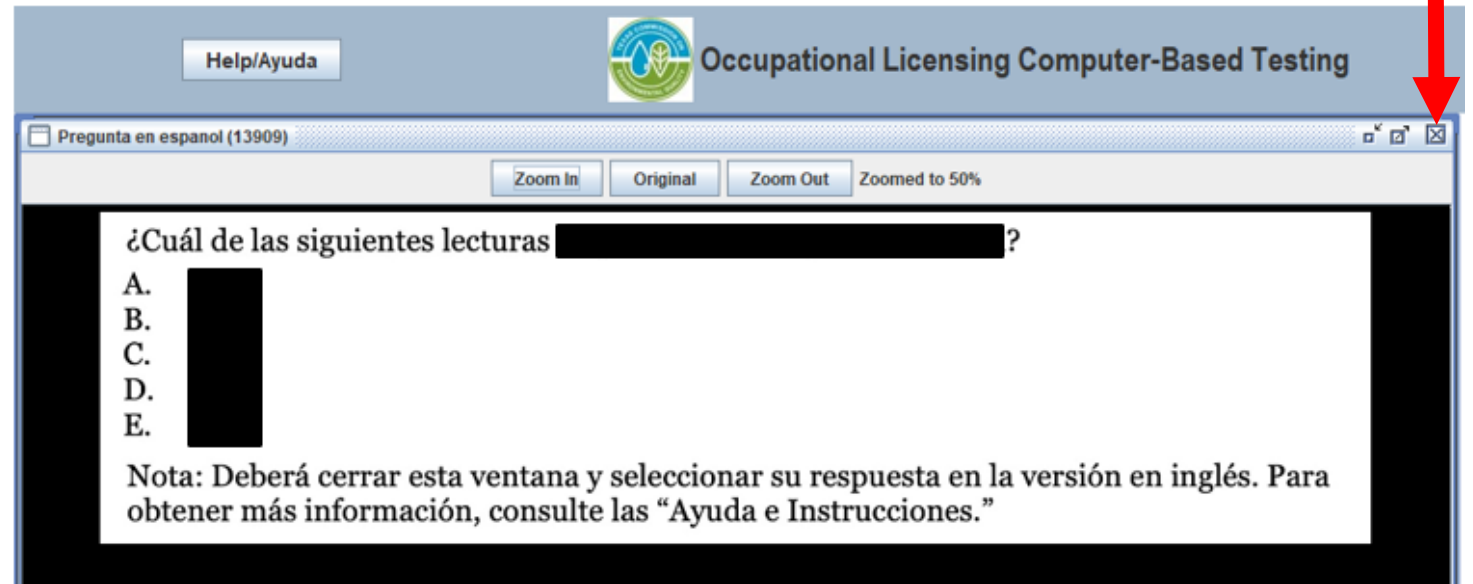 Help/Ayuda
Occupational Licensing Computer-Based Testing
Pregunta en espanol (13909)
Zoom In Original Zoom Out Zoomed to 50%
¿Cuál de las siguientes lecturas ?
A.
B.
C.
D.
E.
Nota: Deberá cerrar esta ventana y seleccionar su respuesta en la versión en inglés. Para
obtener más información, consulte las “Ayuda e Instrucciones.”